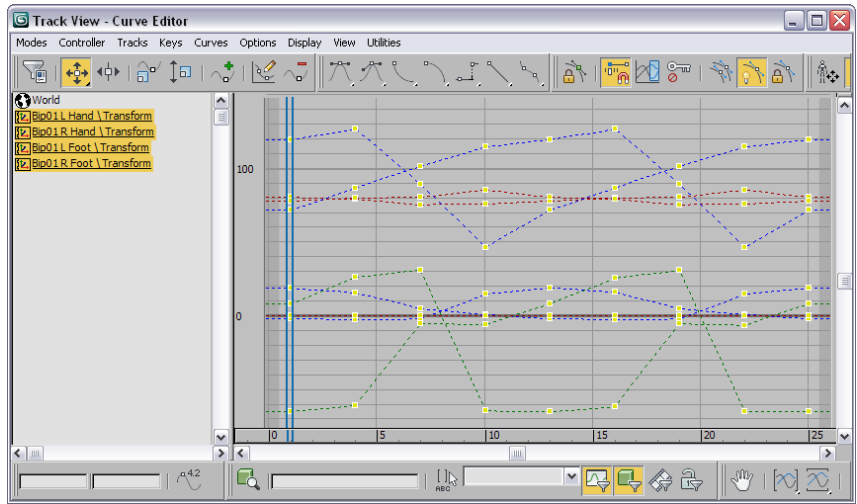 Track View - Curve Editor
Modes Controller Tracks Keys Curves Options Display View Utilities
World
Bip01 L Hand \Transform
Bip01 R Hand \Transform
Bip01 L Foot \Transform
Bip01 R Foot \Transform
100
0
0 5 10 15 20 25
4.2
ABC